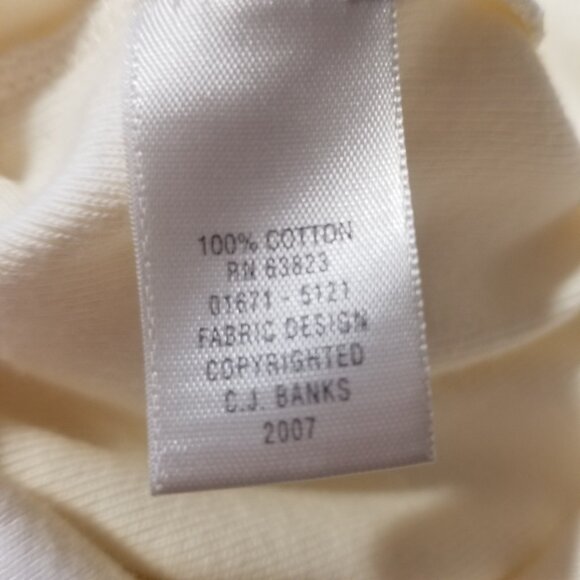 100% COTTON
RN 63823
01671 - 5121
FABRIC DESIGN
COPYRIGHTED
C.J. BANKS
2007